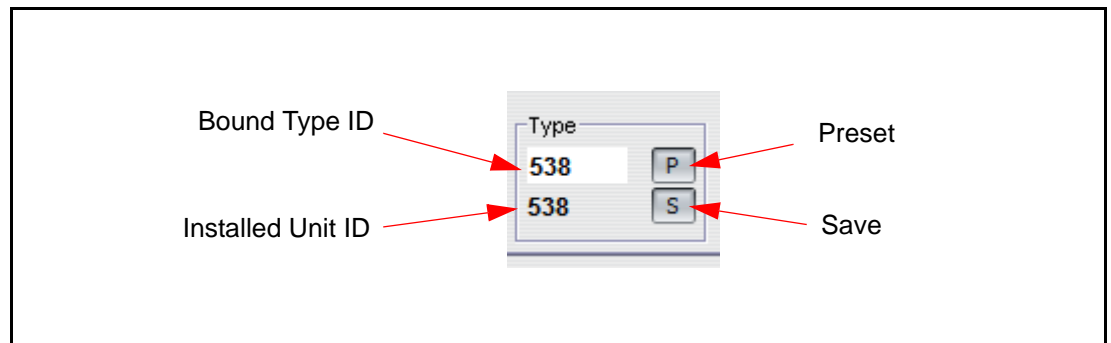 Bound Type ID
Type
Preset
538
P
538
S
Installed Unit ID
Save